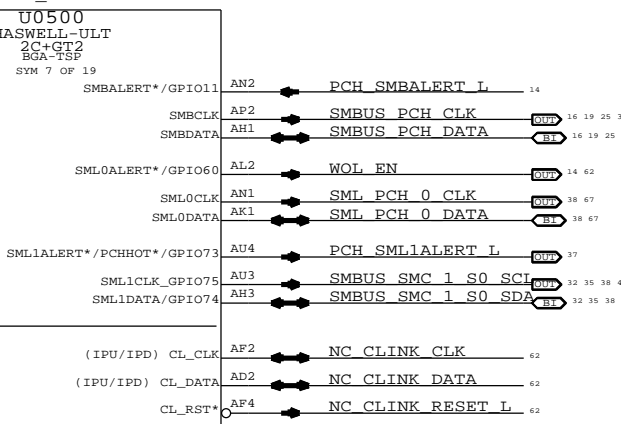 U0500
HASWELL-ULT
2C+GT2
BGA-TSP
SYM 7 OF 19
SMBALERT*/GPIO11 AN2 PCH_SMBALERT_L 14
SMBCLK AP2 SMBUS_PCH_CLK OUT 16 19 25 3
SMBDATA AH1 SMBUS_PCH_DATA BI 16 19 25
SML0ALERT*/GPIO60 AL2 WOL_EN OUT 14 62
SML0CLK AN1 SML_PCH_0_CLK OUT 38 67
SML0DATA AK1 SML_PCH_0_DATA BI 38 67
SML1ALERT*/PCHHOT*/GPIO73 AU4 PCH_SML1ALERT_L OUT 37
SML1CLK_GPIO75 AU3 SMBUS_SMC_1_S0_SCL OUT 32 35 38 4
SML1DATA/GPIO74 AH3 SMBUS_SMC_1_S0_SDA BI 32 35 38
(IPU/IPD) CL_CLK AF2 NC_CLINK_CLK 62
(IPU/IPD) CL_DATA AD2 NC_CLINK_DATA 62
CL_RST* AF4 NC_CLINK_RESET_L 62